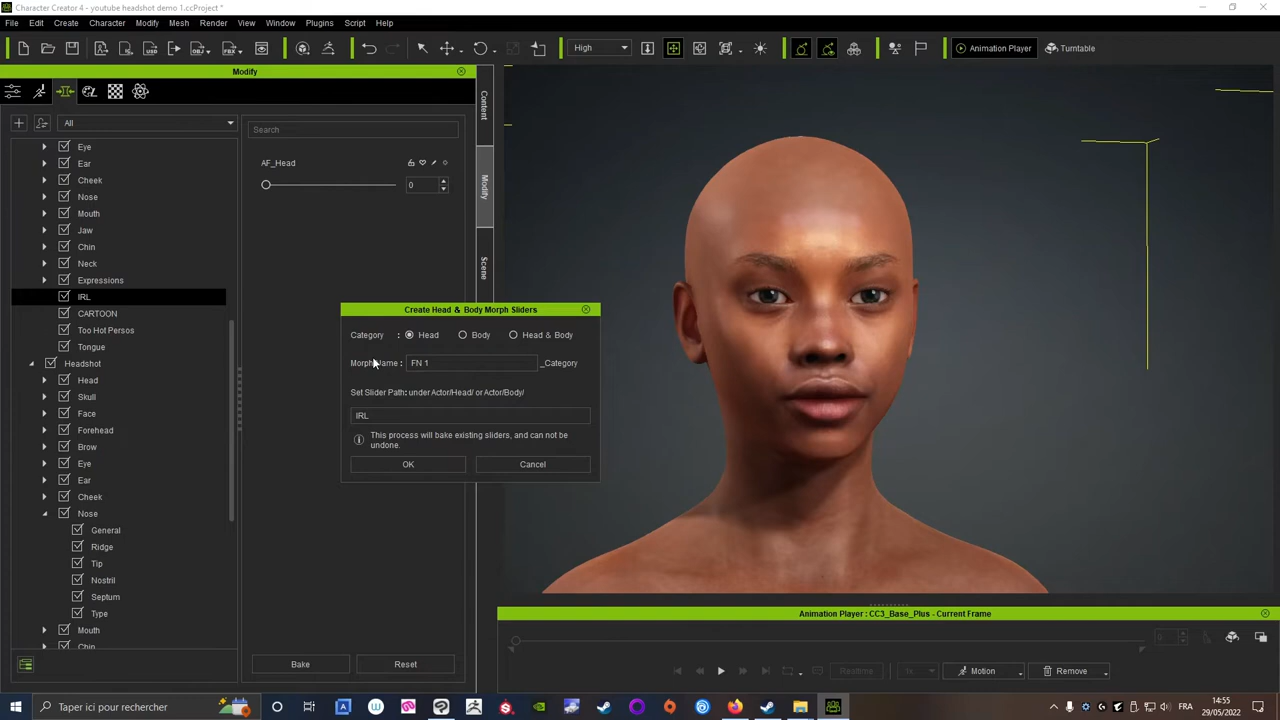 Character Creator 4 - youtube headshot demo 1.ccProject *
File Edit Create Character Modify Mesh Render View Window Plugins Script Help
High Animation Player Turntable
Modify
All
Search
Eye
Ear
Cheek
Nose
Mouth
Jaw
Chin
Neck
Expressions
IRL
CARTOON
Too Hot Persos
Tongue
Headshot
Head
Skull
Face
Forehead
Brow
Eye
Ear
Cheek
Nose
General
Ridge
Tip
Nostril
Septum
Type
Mouth
Chin
AF_Head
0
Bake Reset
Content
Modify
Scene
Create Head & Body Morph Sliders
Category : Head Body Head & Body
Morph Name : FN 1 _Category
Set Slider Path: under Actor/Head/ or Actor/Body/
IRL
This process will bake existing sliders, and can not be
undone.
OK Cancel
Animation Player : CC3_Base_Plus - Current Frame
0
Realtime 1x Motion Remove
Taper ici pour rechercher
FRA
14:55
29/05/2022